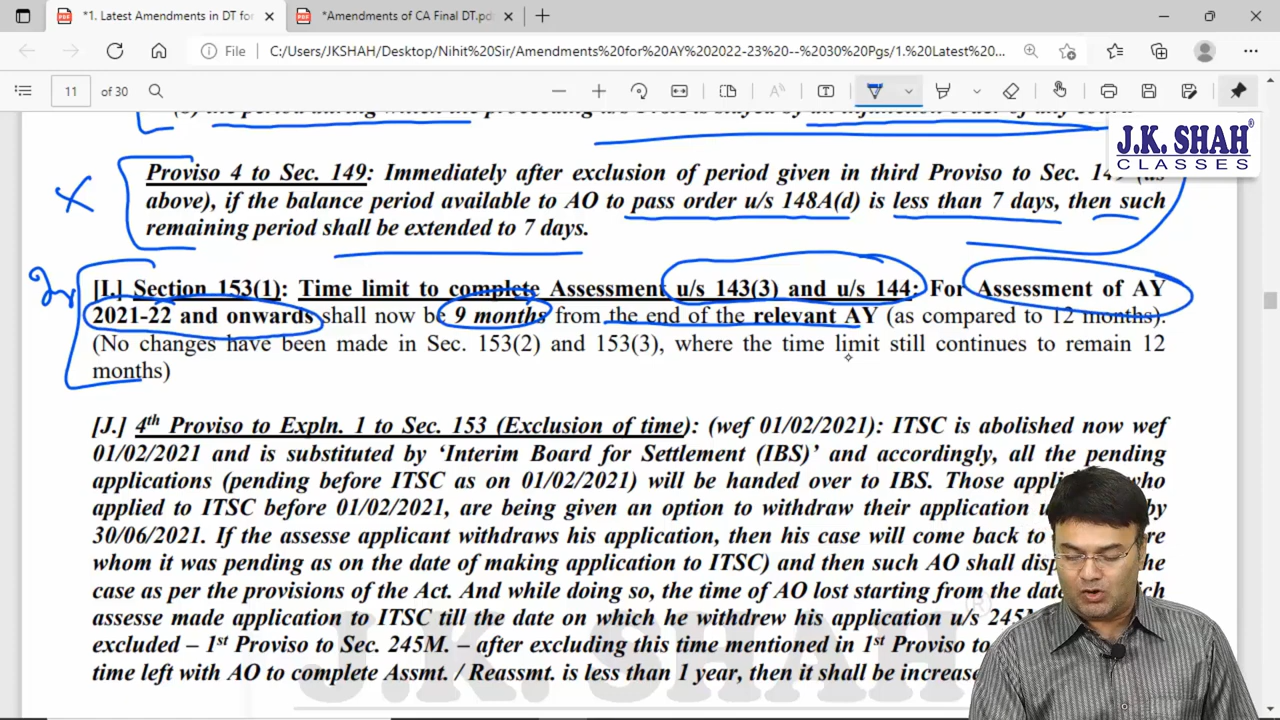 *1. Latest Amendments in DT for
*Amendments of CA Final DT.pd
File
C:/Users/JKSHAH/Desktop/Nihit%20Sir/Amendments%20for%20AY%202022-23%20--%2030%20Pgs/1.%20Latest%20...
11 of 30
J.K. SHAH®
CLASSES
Proviso 4 to Sec. 149: Immediately after exclusion of period given in third Proviso to Sec. 149 (as
above), if the balance period available to AO to pass order u/s 148A(d) is less than 7 days, then such
remaining period shall be extended to 7 days.
[I.] Section 153(1): Time limit to complete Assessment u/s 143(3) and u/s 144: For Assessment of AY
2021-22 and onwards shall now be 9 months from the end of the relevant AY (as compared to 12 months).
(No changes have been made in Sec. 153(2) and 153(3), where the time limit still continues to remain 12
months)
[J.] 4th Proviso to Expln. 1 to Sec. 153 (Exclusion of time): (wef 01/02/2021): ITSC is abolished now wef
01/02/2021 and is substituted by ‘Interim Board for Settlement (IBS)’ and accordingly, all the pending
applications (pending before ITSC as on 01/02/2021) will be handed over to IBS. Those appli who
applied to ITSC before 01/02/2021, are being given an option to withdraw their application by
30/06/2021. If the assesse applicant withdraws his application, then his case will come back to
whom it was pending as on the date of making application to ITSC) and then such AO shall disp the
case as per the provisions of the Act. And while doing so, the time of AO lost starting from the date
assesse made application to ITSC till the date on which he withdrew his application u/s 245M
excluded – 1st Proviso to Sec. 245M. – after excluding this time mentioned in 1st Proviso to
time left with AO to complete Assmt. / Reassmt. is less than 1 year, then it shall be increase
J.K. SHAH®